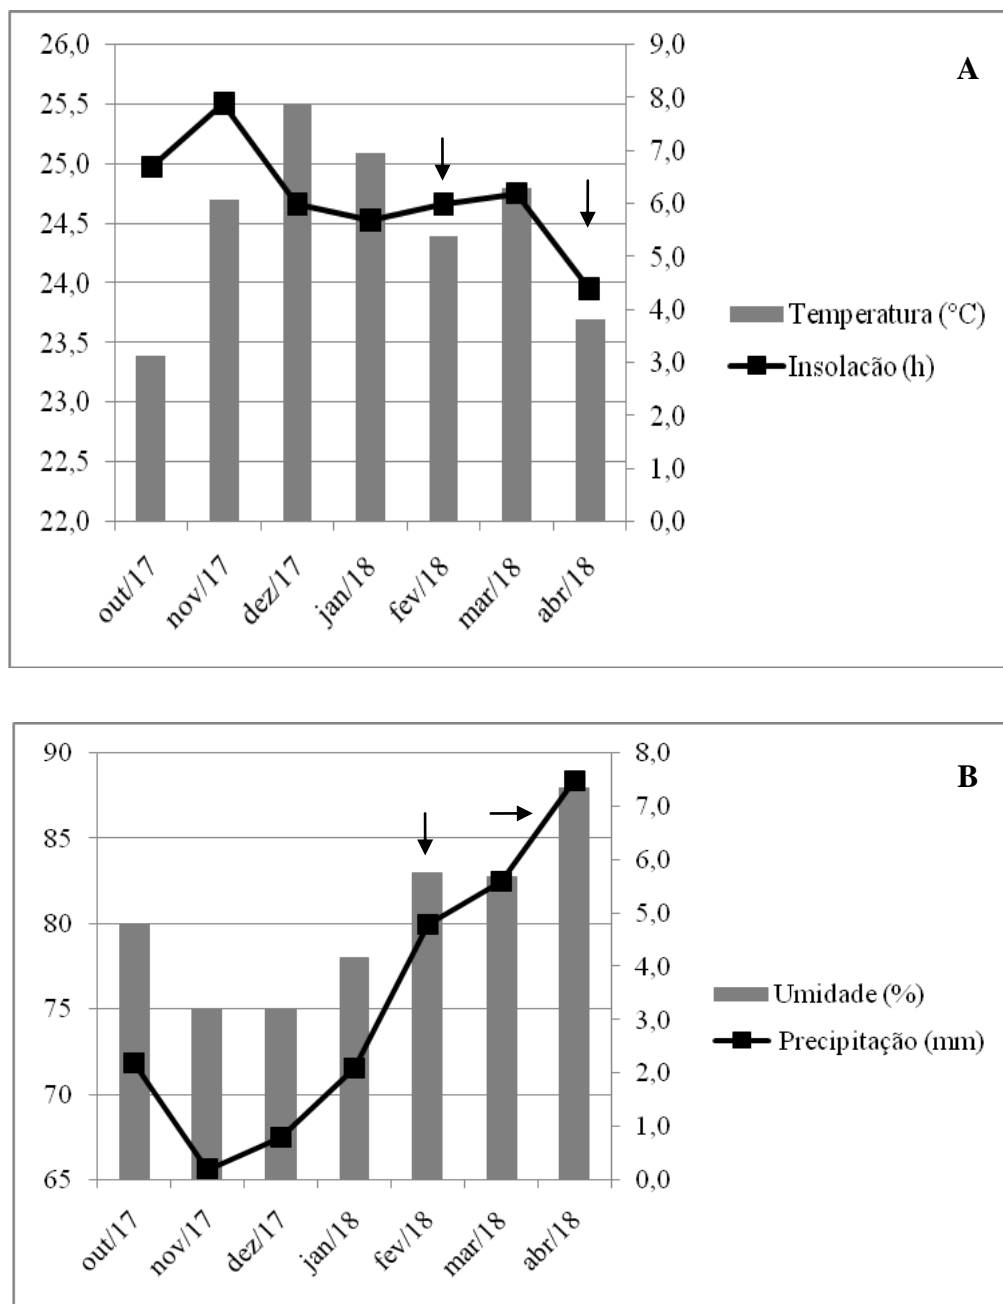 A
26,0
25,5
25,0
24,5
24,0
23,5
23,0
22,5
22,0
9,0
8,0
7,0
6,0
5,0
4,0
3,0
2,0
1,0
0,0
out/17
nov/17
dez/17
jan/18
fev/18
mar/18
abr/18
Temperatura (°C)
Insolação (h)
B
90
85
80
75
70
65
8,0
7,0
6,0
5,0
4,0
3,0
2,0
1,0
0,0
out/17
nov/17
dez/17
jan/18
fev/18
mar/18
abr/18
Umidade (%)
Precipitação (mm)